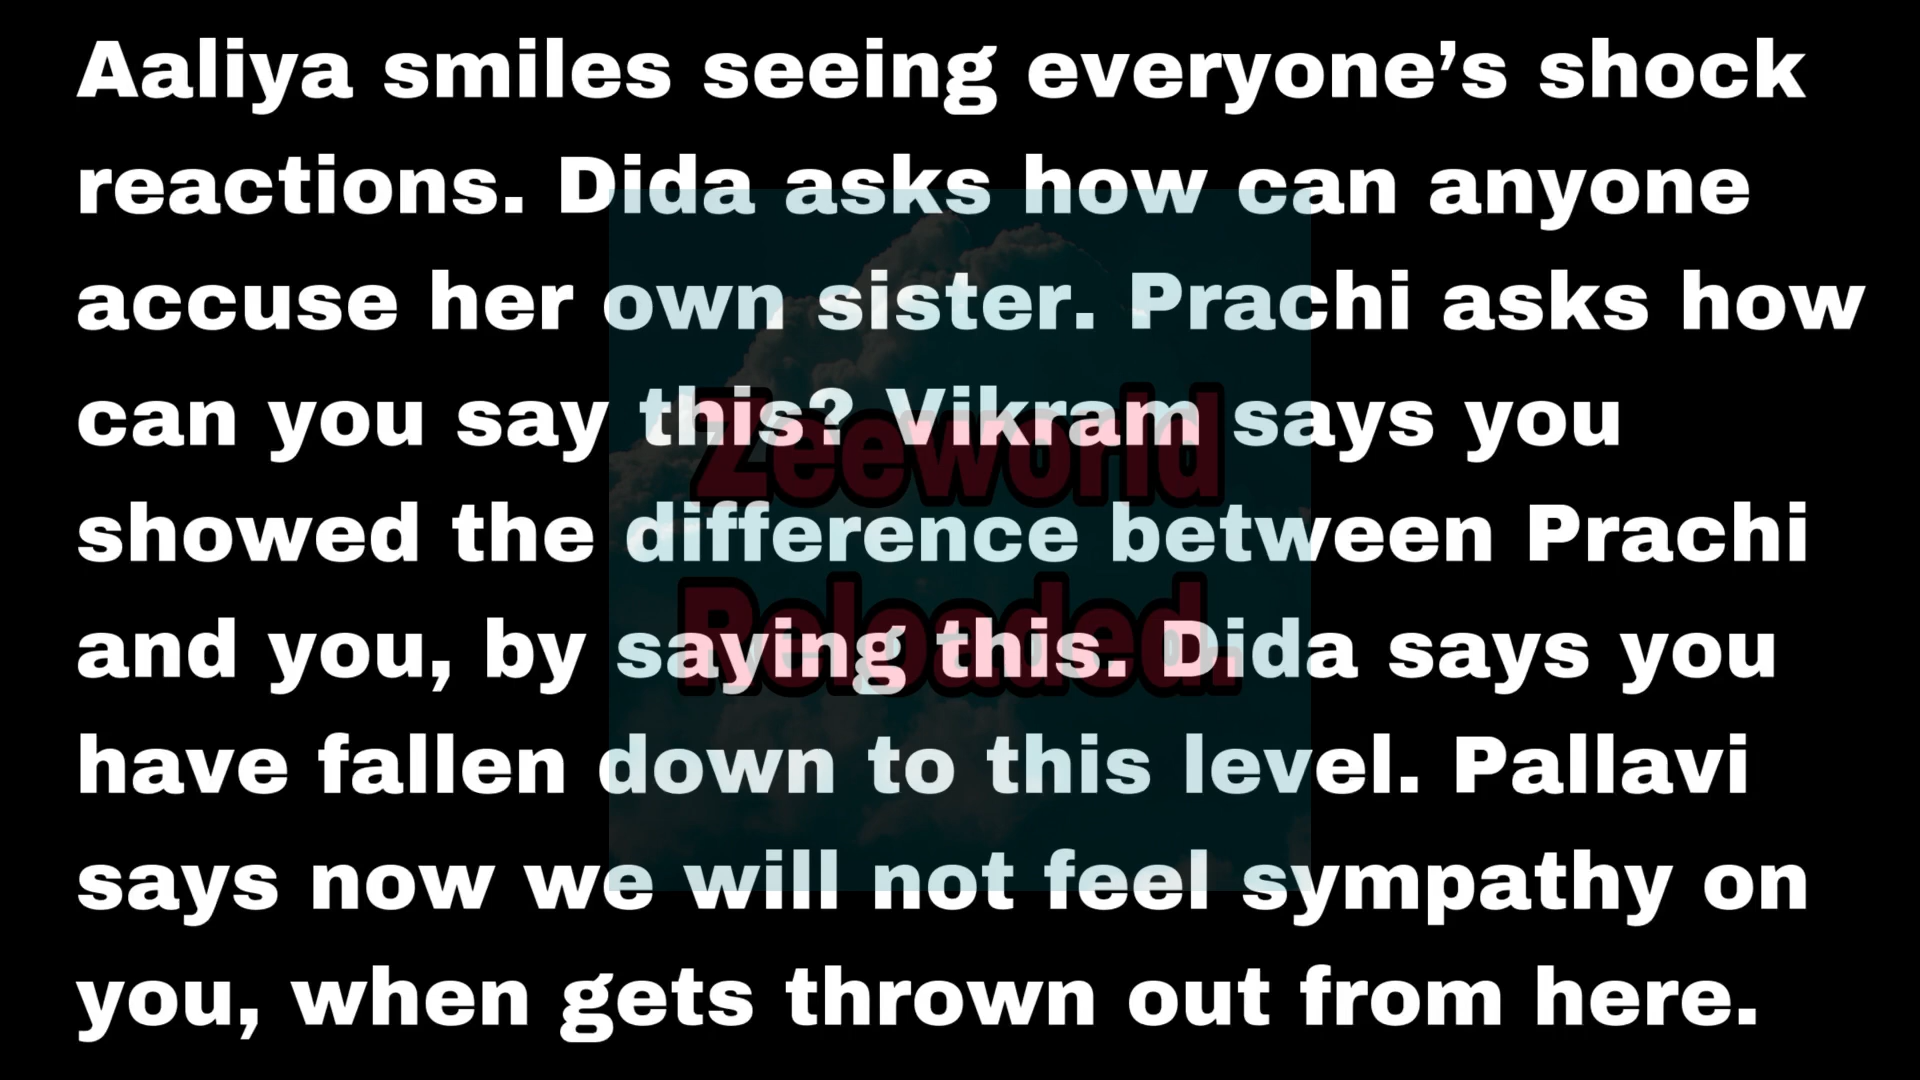 Aaliya smiles seeing everyone’s shock
reactions. Dida asks how can anyone
accuse her own sister. Prachi asks how
can you say this? Vikram says you
showed the difference between Prachi
and you, by saying this. Dida says you
have fallen down to this level. Pallavi
says now we will not feel sympathy on
you, when gets thrown out from here.
Zeeworld
Reloaded.